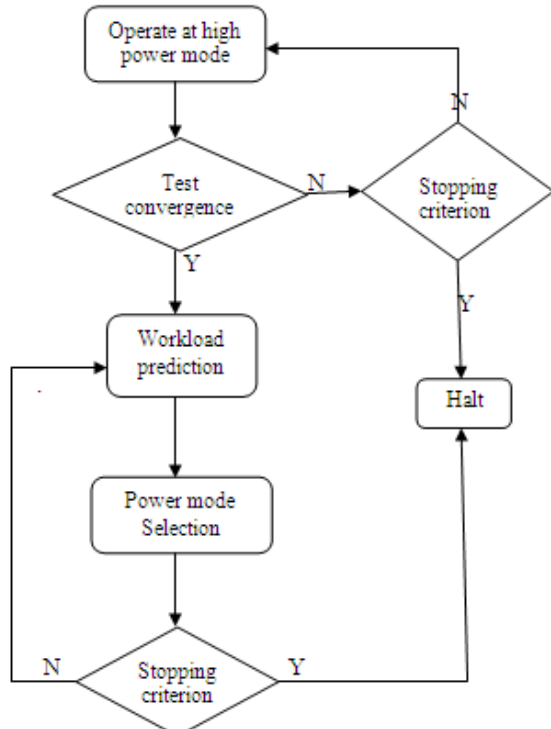 Operate at high
power mode
N
Test
convergence
N
Stopping
criterion
Y
Y
Workload
prediction
Halt
Power mode
Selection
N
Stopping
criterion
Y